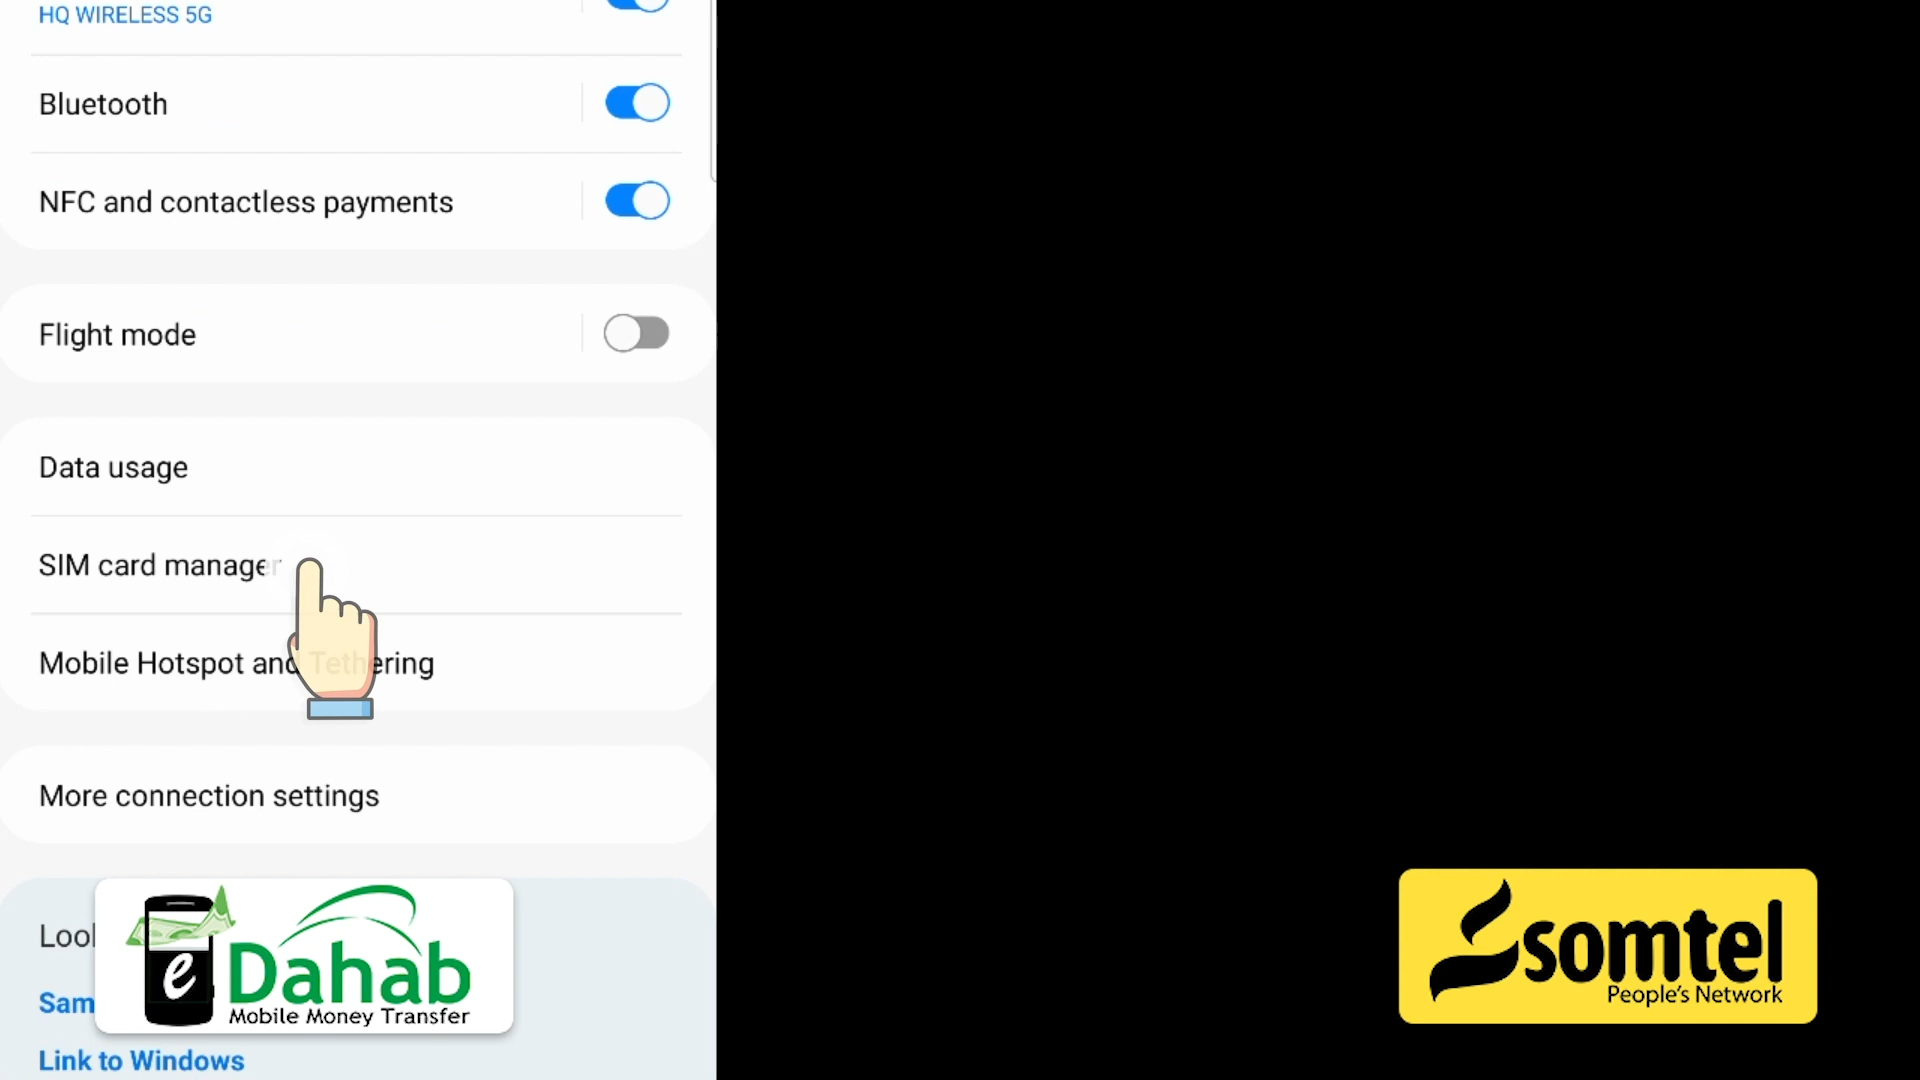 HQ WIRELESS 5G
Bluetooth
NFC and contactless payments
Flight mode
Data usage
SIM card manager
Mobile Hotspot and Tethering
More connection settings
Link to Windows
e Dahab
Mobile Money Transfer
somtel
People's Network